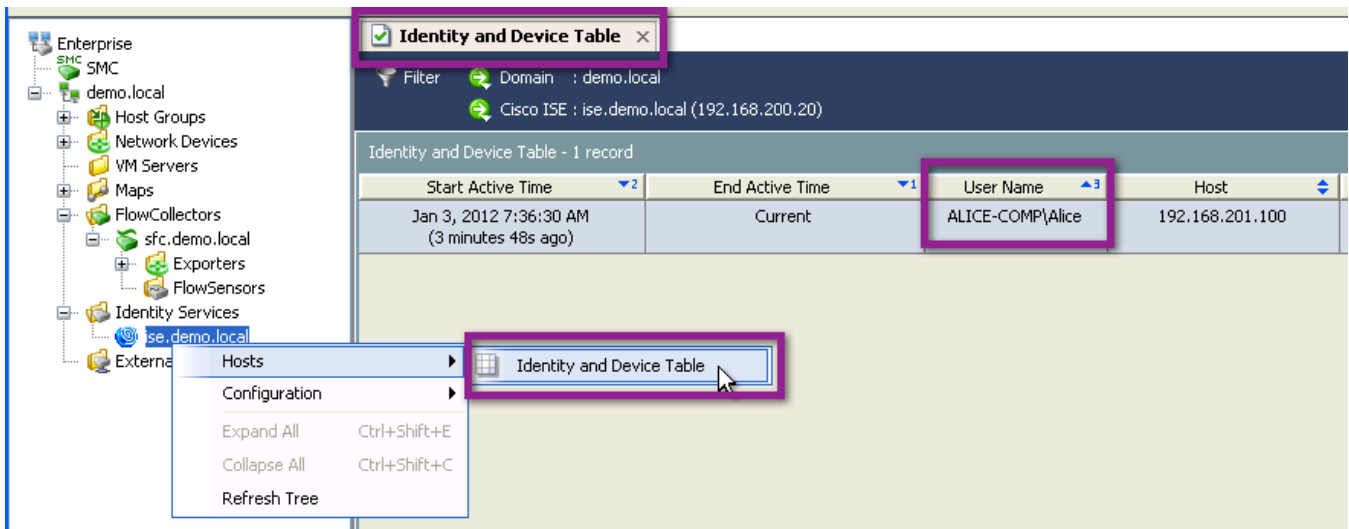 Enterprise
SMC
SMC
demo.local
Host Groups
Network Devices
VM Servers
Maps
FlowCollectors
sfc.demo.local
Exporters
FlowSensors
Identity Services
ise.demo.local
Externa
Hosts
Configuration
Expand All Ctrl+Shift+E
Collapse All Ctrl+Shift+C
Refresh Tree
Identity and Device Table
Identity and Device Table ×
Filter Domain : demo.local
Cisco ISE : ise.demo.local (192.168.200.20)
Identity and Device Table - 1 record
Start Active Time 2 End Active Time 1 User Name 3 Host
Jan 3, 2012 7:36:30 AM Current ALICE-COMP\Alice 192.168.201.100
(3 minutes 48s ago)